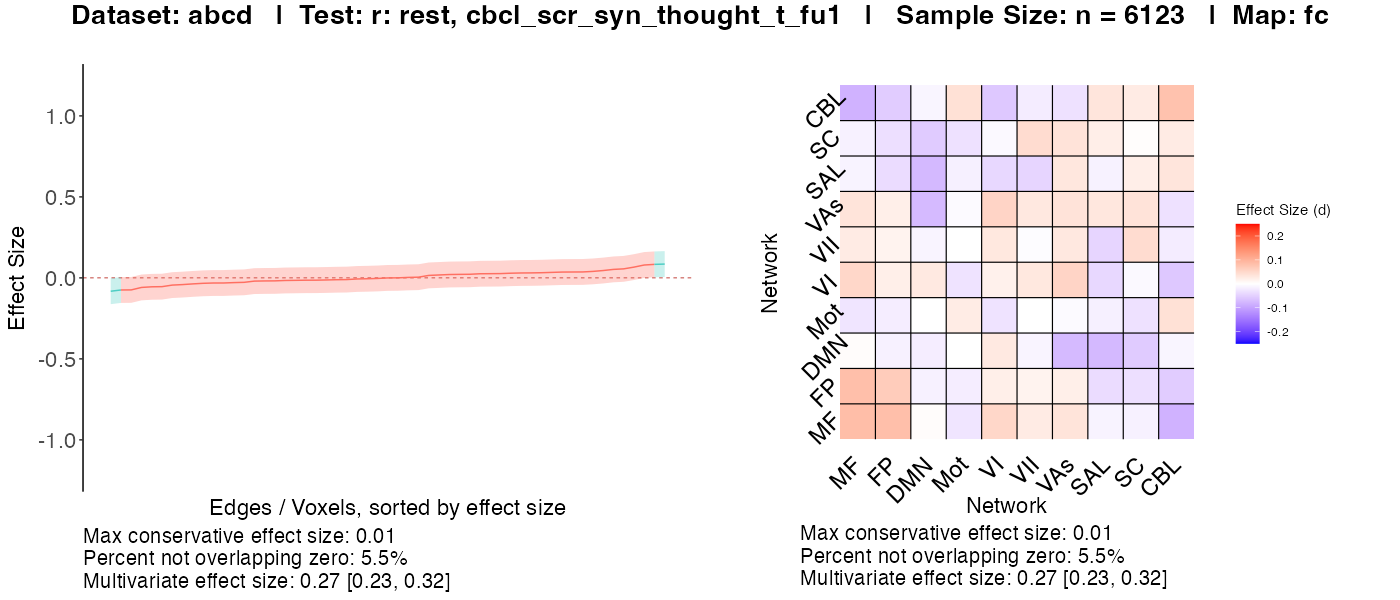 Dataset: abcd | Test: r: rest, cbcl_scr_syn_thought_t_fu1 | Sample Size: n = 6123 | Map: fc
Effect Size
1.0
0.5
0.0
-0.5
-1.0
Edges / Voxels, sorted by effect size
Max conservative effect size: 0.01
Percent not overlapping zero: 5.5%
Multivariate effect size: 0.27 [0.23, 0.32]
Network
CBL
SC
SAL
VAs
VII
VI
Mot
DMN
FP
MF
MF
FP
DMN
Mot
VI
VII
VAs
SAL
SC
CBL
Network
Max conservative effect size: 0.01
Percent not overlapping zero: 5.5%
Multivariate effect size: 0.27 [0.23, 0.32]
Effect Size (d)
0.2
0.1
0.0
-0.1
-0.2